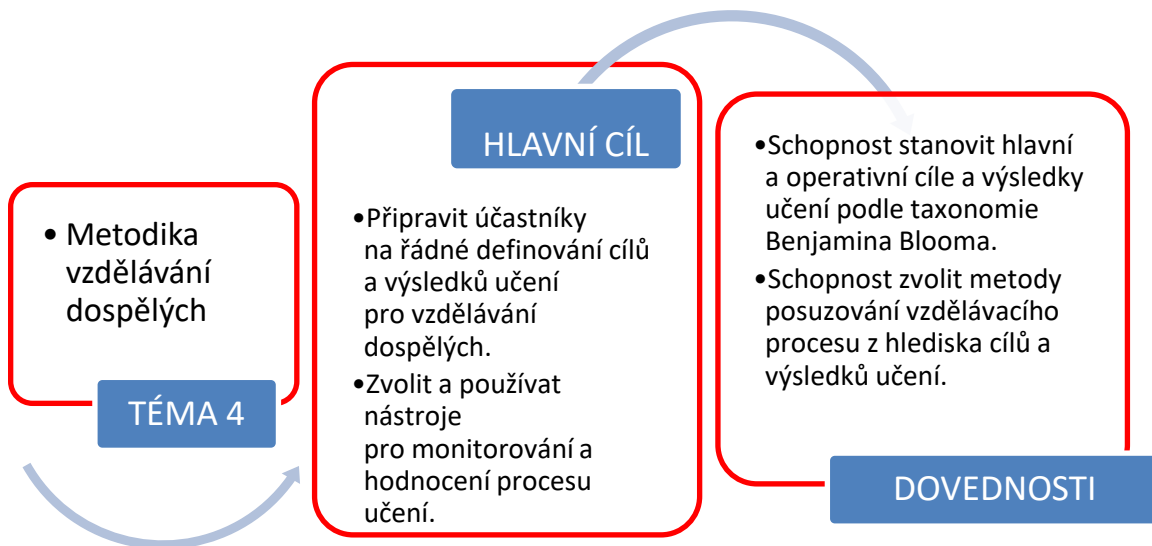 • Metodika
vzdělávání
dospělých
TÉMA 4
HLAVNÍ CÍL
•Připravit účastníky
na řádné definování cílů
a výsledků učení
pro vzdělávání
dospělých.
•Zvolit a používat
nástroje
pro monitorování a
hodnocení procesu
učení.
•Schopnost stanovit hlavní
a operativní cíle a výsledky
učení podle taxonomie
Benjamina Blooma.
•Schopnost zvolit metody
posuzování vzdělávacího
procesu z hlediska cílů a
výsledků učení.
DOVEDNOSTI